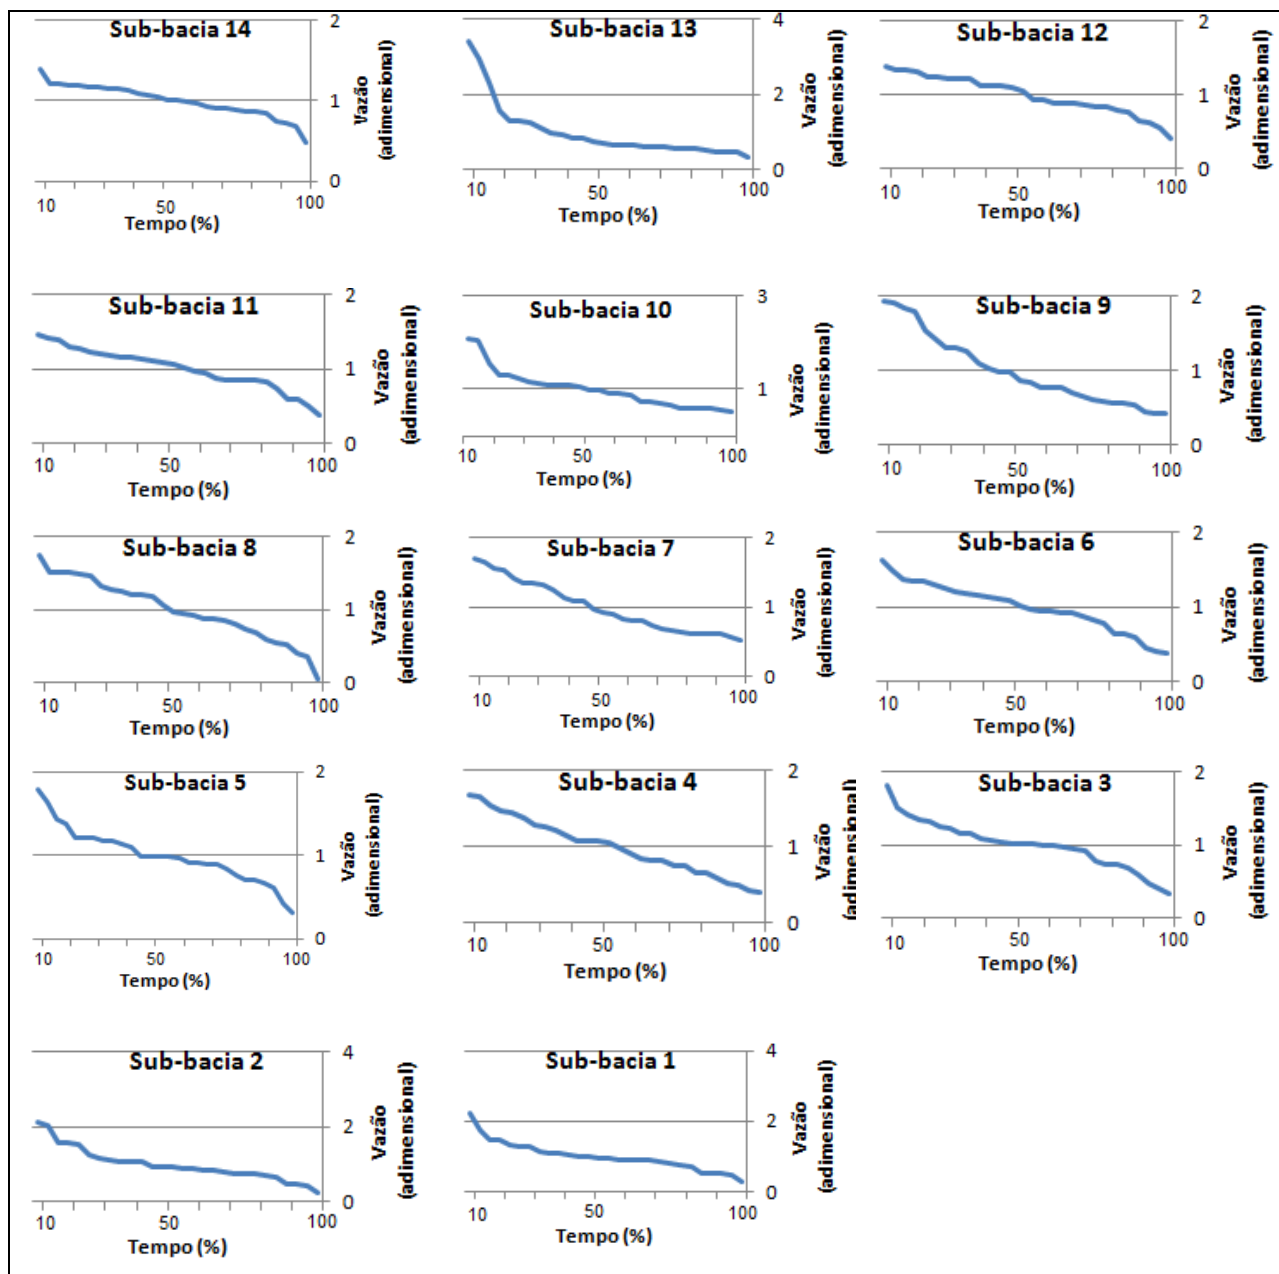 Sub-bacia 14
2
1
0
Vazão
(adimensional)
10
50
100
Tempo (%)
Sub-bacia 13
4
2
0
Vazão
(adimensional)
10
50
100
Tempo (%)
Sub-bacia 12
2
1
0
Vazão
(adimensional)
10
50
100
Tempo (%)
Sub-bacia 11
2
1
0
Vazão
(adimensional)
10
50
100
Tempo (%)
Sub-bacia 10
3
1
Vazão
(adimensional)
10
50
100
Tempo (%)
Sub-bacia 9
2
1
0
Vazão
(adimensional)
10
50
100
Tempo (%)
Sub-bacia 8
2
1
0
Vazão
(adimensional)
10
50
100
Tempo (%)
Sub-bacia 7
2
1
0
Vazão
(adimensional)
10
50
100
Tempo (%)
Sub-bacia 6
2
1
0
Vazão
(adimensional)
10
50
100
Tempo (%)
Sub-bacia 5
2
1
0
Vazão
(adimensional)
10
50
100
Tempo (%)
Sub-bacia 4
2
1
0
Vazão
(adimensional)
10
50
100
Tempo (%)
Sub-bacia 3
2
1
0
Vazão
(adimensional)
10
50
100
Tempo (%)
Sub-bacia 2
4
2
0
Vazão
(adimensional)
10
50
100
Tempo (%)
Sub-bacia 1
4
2
0
Vazão
(adimensional)
10
50
100
Tempo (%)